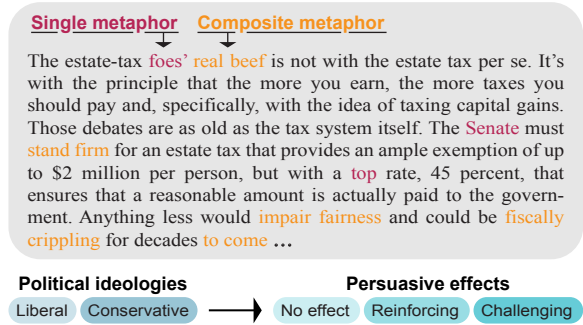 Single metaphor Composite metaphor
The estate-tax foes’ real beef is not with the estate tax per se. It’s
with the principle that the more you earn, the more taxes you
should pay and, specifically, with the idea of taxing capital gains.
Those debates are as old as the tax system itself. The Senate must
stand firm for an estate tax that provides an ample exemption of up
to $2 million per person, but with a top rate, 45 percent, that
ensures that a reasonable amount is actually paid to the govern-
ment. Anything less would impair fairness and could be fiscally
crippling for decades to come ...
Political ideologies Persuasive effects
Liberal Conservative No effect Reinforcing Challenging